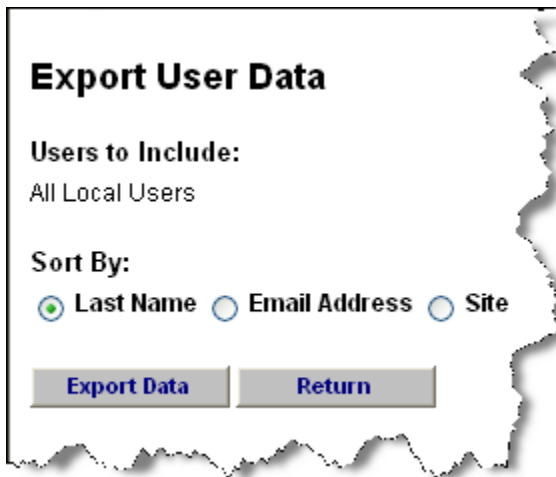 Export User Data
Users to Include:
All Local Users
Sort By:
Last Name Email Address Site
Export Data Return